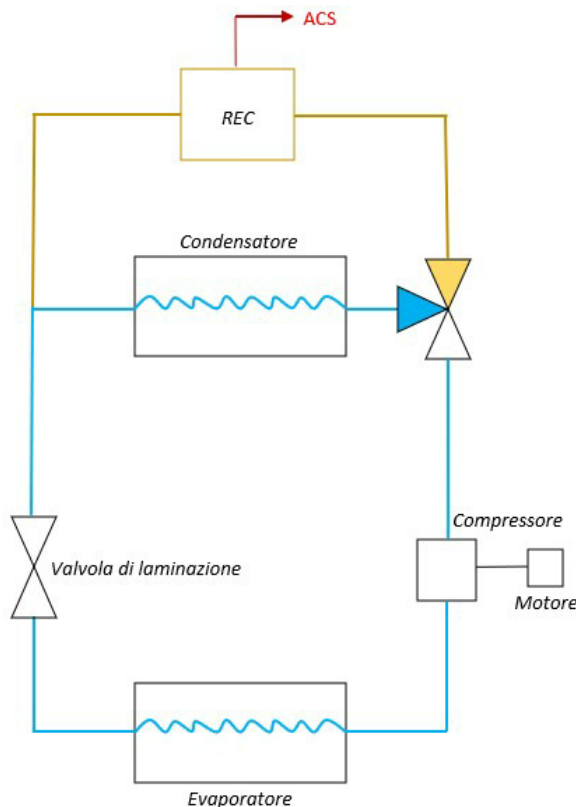 ACS
REC
Condensatore
Compressore
Valvola di laminazione
Motore
Evaporatore